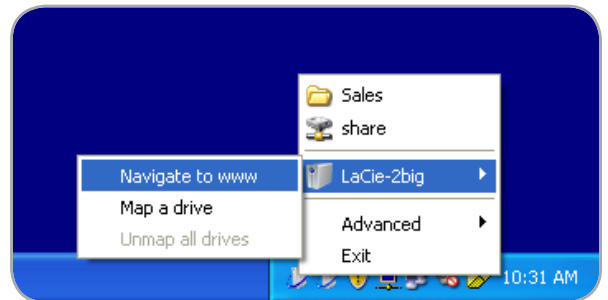 Sales
share
LaCie-2big
Navigate to www
Map a drive
Unmap all drives
Advanced
Exit
10:31 AM